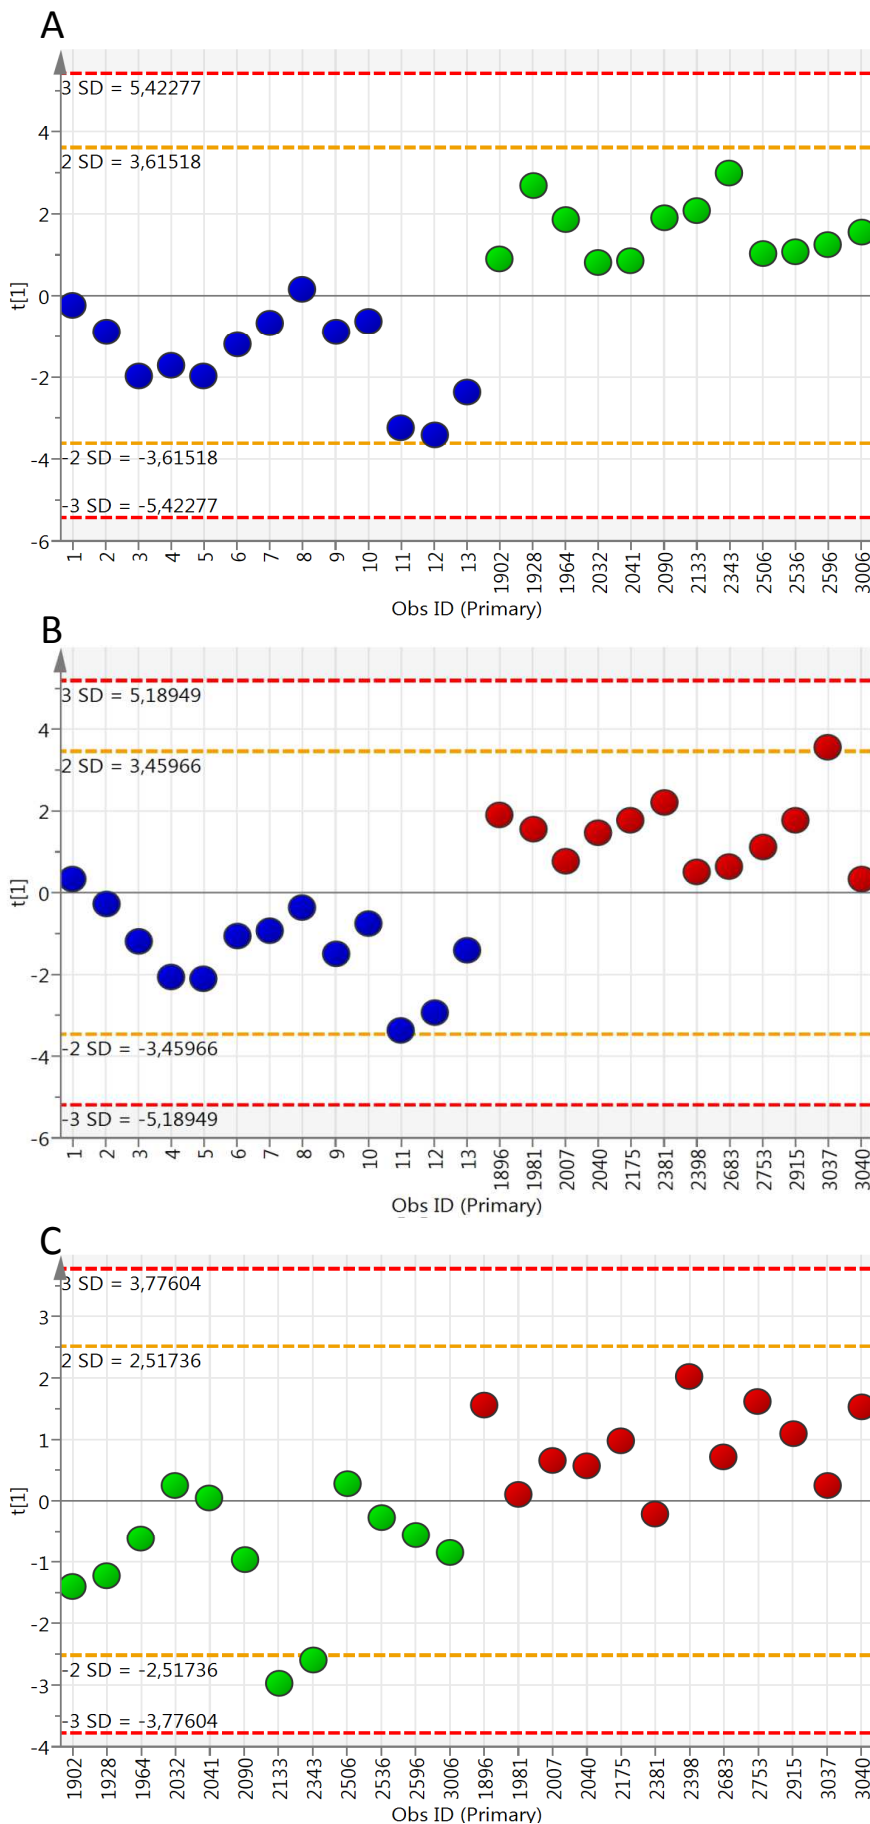 A
3 SD = 5,42277
4
2 SD = 3,61518
2
0
t[1]
-2
-4
-2 SD = -3,61518
-3 SD = -5,42277
-6
1 2 3 4 5 6 7 8 9 10 11 12 13 1902 1928 1964 2032 2041 2090 2133 2343 2506 2536 2596 3006
Obs ID (Primary)
B
3 SD = 5,18949
4
2 SD = 3,45966
2
0
t[1]
-2
-4
-2 SD = -3,45966
-3 SD = -5,18949
-6
1 2 3 4 5 6 7 8 9 10 11 12 13 1896 1981 2007 2040 2175 2381 2398 2683 2753 2915 3037 3040
Obs ID (Primary)
C
3 SD = 3,77604
3
2 SD = 2,51736
2
1
0
t[1]
-1
-2
-2 SD = -2,51736
-3
-3 SD = -3,77604
-4
1902 1928 1964 2032 2041 2090 2133 2343 2506 2536 2596 3006 1896 1981 2007 2040 2175 2381 2398 2683 2753 2915 3037 3040
Obs ID (Primary)